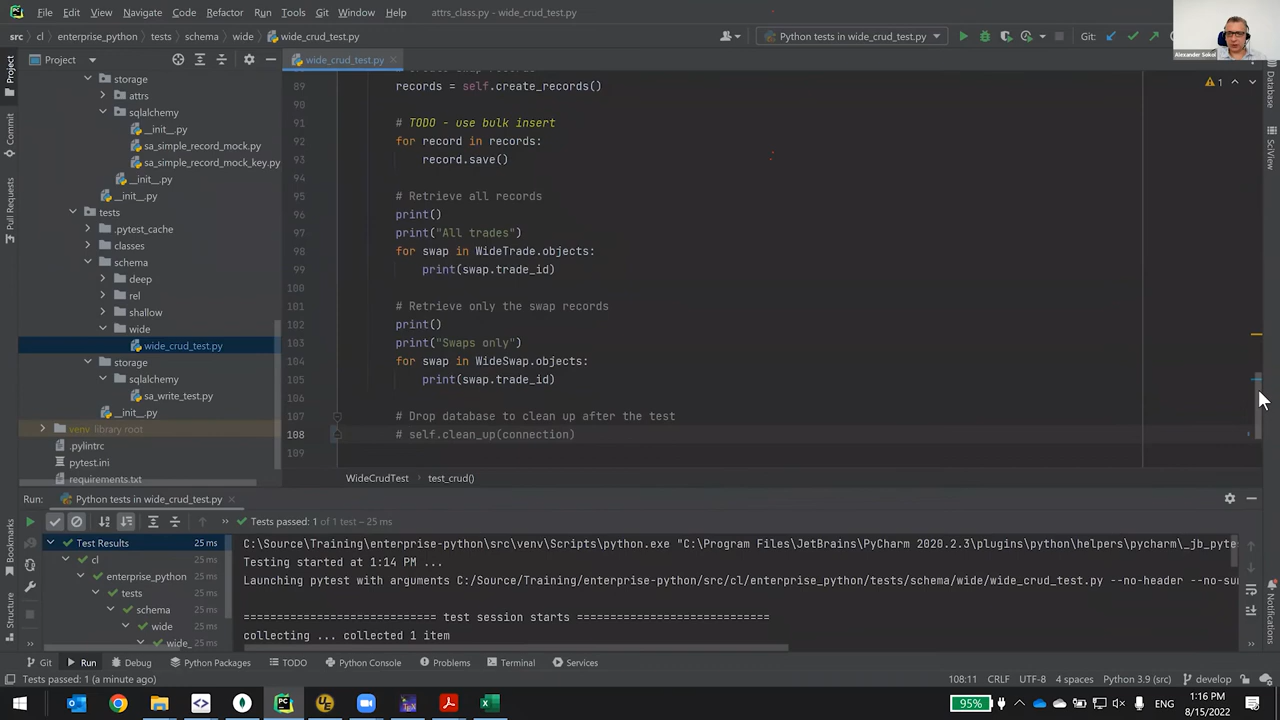 File Edit View Navigate Code Refactor Run Tools Git Window Help attrs_class.py - wide_crud_test.py
cl enterprise_python tests schema wide wide_crud_test.py Python tests in wide_crud_test.py Git:
Alexander Sokol
Project
wide_crud_test.py
Project
Commit
Pull Requests
Bookmarks
Structure
storage
attrs
sqlalchemy
__init__.py
sa_simple_record_mock.py
sa_simple_record_mock_key.py
__init__.py
__init__.py
tests
.pytest_cache
classes
schema
deep
rel
shallow
wide
wide_crud_test.py
storage
sqlalchemy
sa_write_test.py
__init__.py
venv library root
.pylintrc
pytest.ini
requirements.txt
89 records = self.create_records()
90
91 # TODO - use bulk insert
92 for record in records:
93 record.save()
94
95 # Retrieve all records
96 print()
97 print("All trades")
98 for swap in WideTrade.objects:
99 print(swap.trade_id)
100
101 # Retrieve only the swap records
102 print()
103 print("Swaps only")
104 for swap in WideSwap.objects:
105 print(swap.trade_id)
106
107 # Drop database to clean up after the test
108 # self.clean_up(connection)
109
1
Database
SciView
Notifications
WideCrudTest test_crud()
Run: Python tests in wide_crud_test.py
Tests passed: 1 of 1 test – 25 ms
Test Results 25 ms
cl 25 ms
enterprise_python 25 ms
tests 25 ms
schema 25 ms
wide 25 ms
wide_ 25 ms
C:\Source\Training\enterprise-python\src\venv\Scripts\python.exe "C:\Program Files\JetBrains\PyCharm 2020.2.3\plugins\python\helpers\pycharm\_jb_pyte
Testing started at 1:14 PM ...
Launching pytest with arguments C:/Source/Training/enterprise-python/src/cl/enterprise_python/tests/schema/wide/wide_crud_test.py --no-header --no-su
============================ test session starts ============================
collecting ... collected 1 item
Git Run Debug Python Packages TODO Python Console Problems Terminal Services
Tests passed: 1 (a minute ago) 108:11 CRLF UTF-8 4 spaces Python 3.9 (src) develop
95% ENG 1:16 PM
8/15/2022